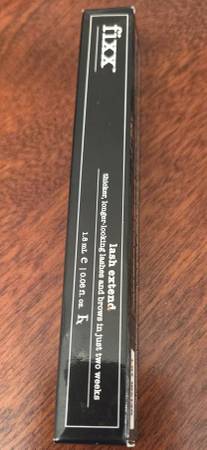 fixx
lash extend
thicker, longer-looking lashes and brows in just two weeks
1.8 mL ℮ | 0.06 fl. oz.